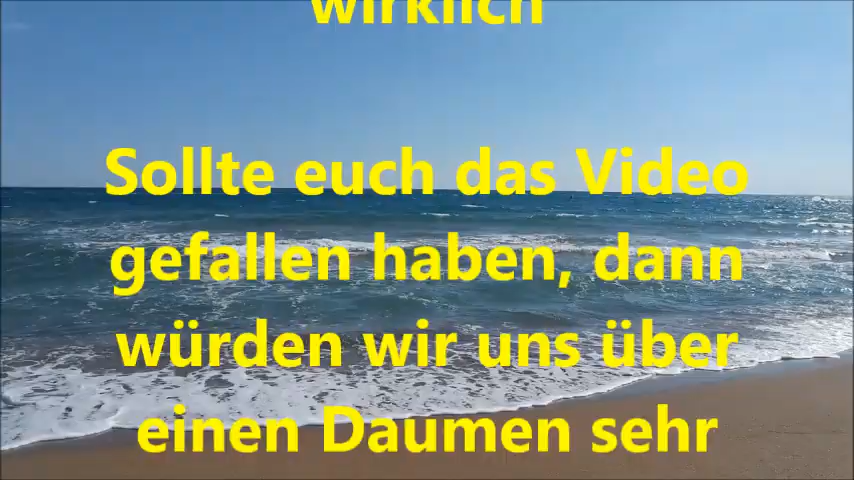 wirklich
Sollte euch das Video
gefallen haben, dann
würden wir uns über
einen Daumen sehr